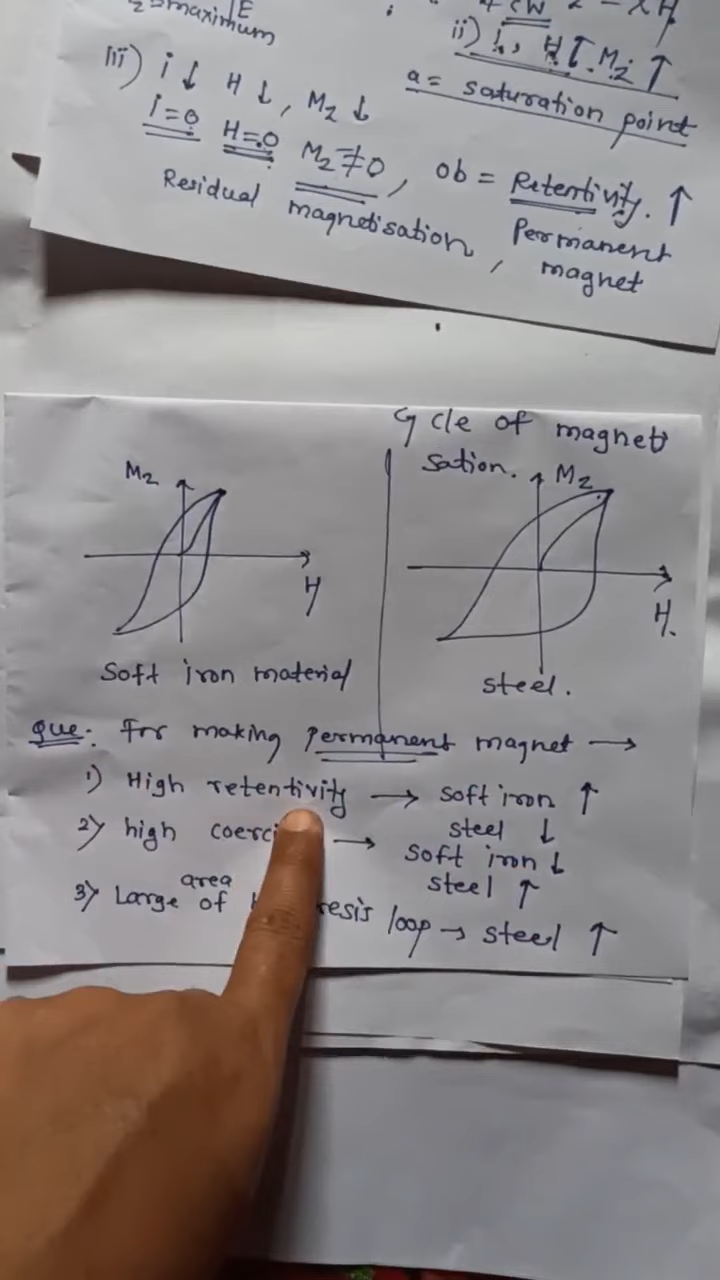 = maximum
ii) i, H↑, M₂ ↑
a = saturation point
iii) i ↓ H ↓, M₂ ↓
i=0 H=0 M₂≠0, ob = Retentivity. ↑
Residual magnetisation, Permanent
magnet
Cycle of magneti
sation.
M₂
H
Soft iron material
M₂
H.
steel.
Que:- For making Permanent magnet →
1) High retentivity → soft iron ↑
steel ↓
2) high → soft iron ↓
steel ↑
3) Large area of loop → steel ↑